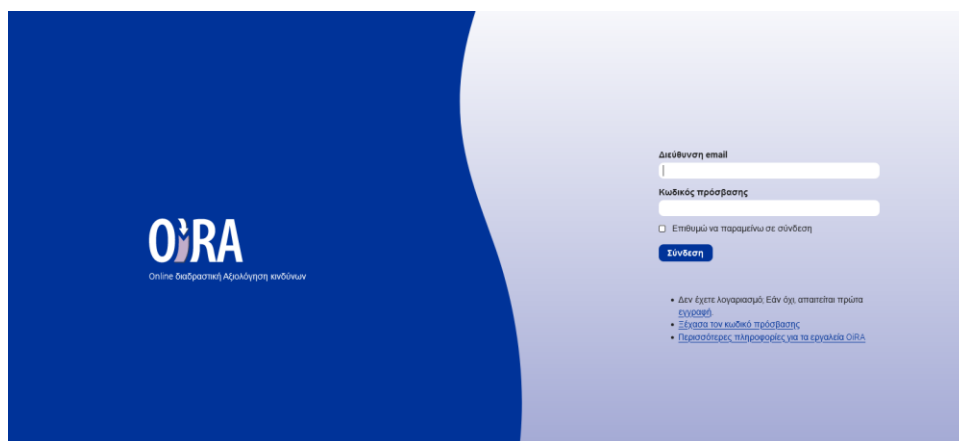 OiRA
Online διαδραστική Αξιολόγηση κινδύνων
Διεύθυνση email
Κωδικός πρόσβασης
Επιθυμώ να παραμείνω σε σύνδεση
Σύνδεση
• Δεν έχετε λογαριασμό; Εάν όχι, απαιτείται πρώτα
εγγραφή.
• Ξέχασα τον κωδικό πρόσβασης
• Περισσότερες πληροφορίες για τα εργαλεία OiRA